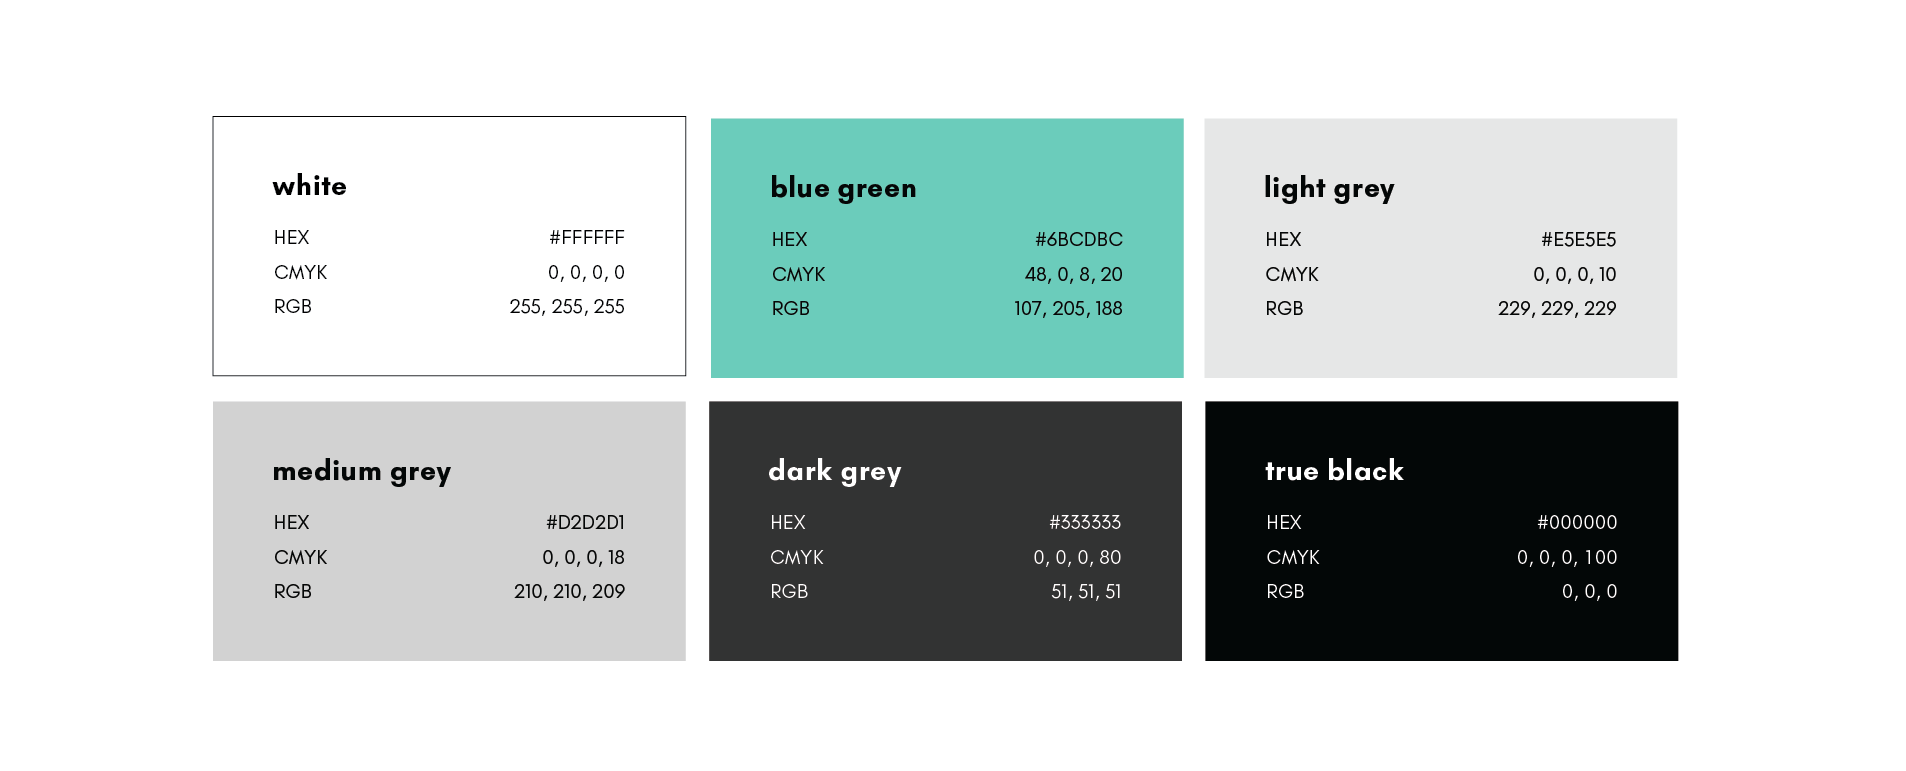 white
HEX #FFFFFF
CMYK 0, 0, 0, 0
RGB 255, 255, 255
blue green
HEX #6BCDBC
CMYK 48, 0, 8, 20
RGB 107, 205, 188
light grey
HEX #E5E5E5
CMYK 0, 0, 0, 10
RGB 229, 229, 229
medium grey
HEX #D2D2D1
CMYK 0, 0, 0, 18
RGB 210, 210, 209
dark grey
HEX #333333
CMYK 0, 0, 0, 80
RGB 51, 51, 51
true black
HEX #000000
CMYK 0, 0, 0, 100
RGB 0, 0, 0